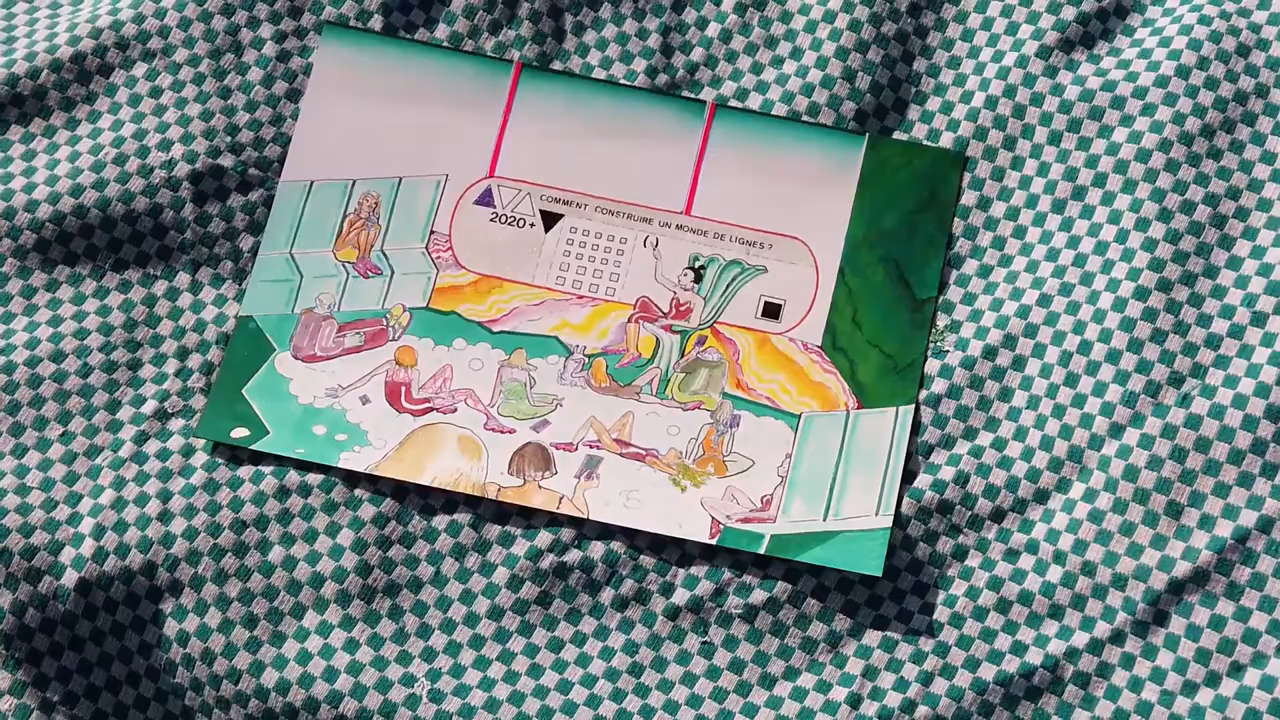 COMMENT CONSTRUIRE UN MONDE DE LIGNES ?
2020+